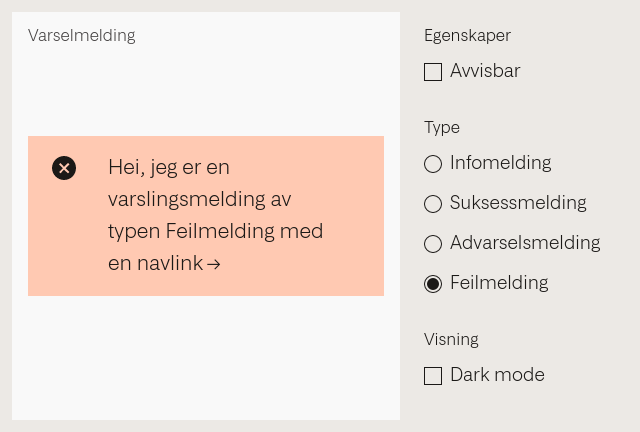 Varselmelding
Hei, jeg er en
varslingsmelding av
typen Feilmelding med
en navlink→
Egenskaper
Avvisbar
Type
Infomelding
Suksessmelding
Advarselsmelding
Feilmelding
Visning
Dark mode